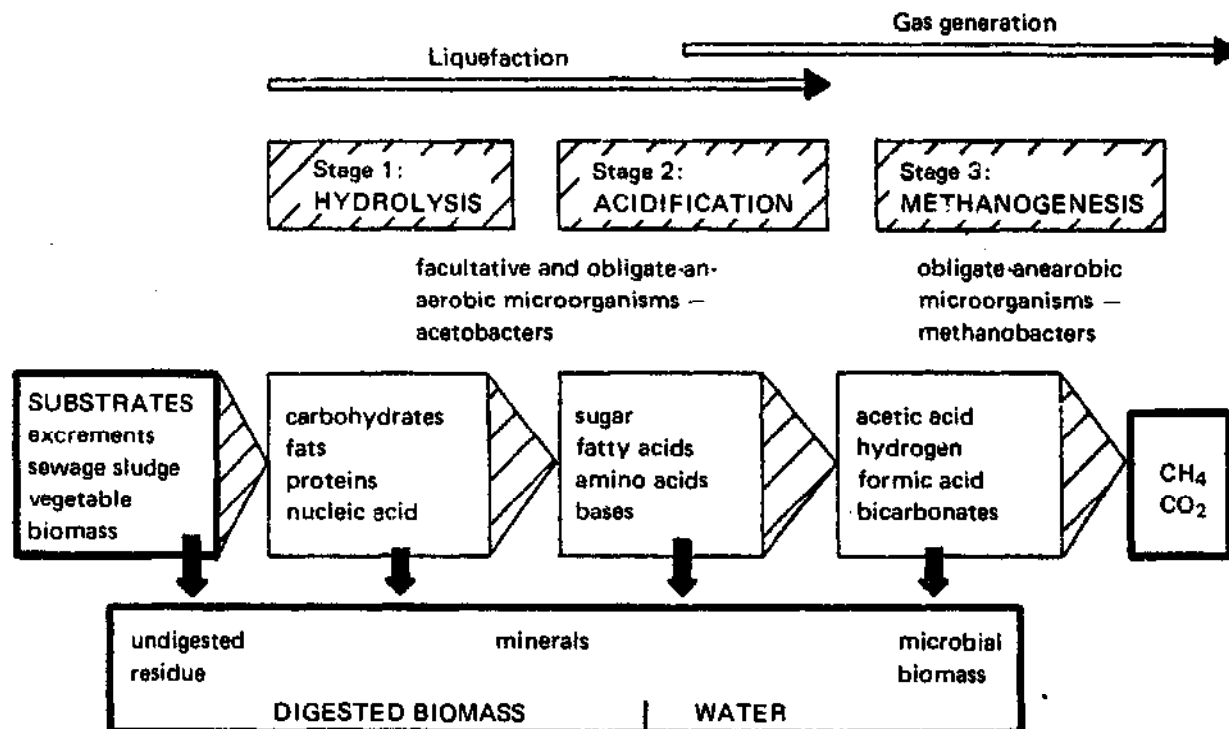 Gas generation
Liquefaction
Stage 1:
HYDROLYSIS
Stage 2:
ACIDIFICATION
Stage 3:
METHANOGENESIS
facultative and obligate-an-
aerobic microorganisms –
acetobacters
obligate-anearobic
microorganisms –
methanobacters
SUBSTRATES
excrements
sewage sludge
vegetable
biomass
carbohydrates
fats
proteins
nucleic acid
sugar
fatty acids
amino acids
bases
acetic acid
hydrogen
formic acid
bicarbonates
CH4
CO2
undigested
residue
minerals
microbial
biomass
DIGESTED BIOMASS | WATER